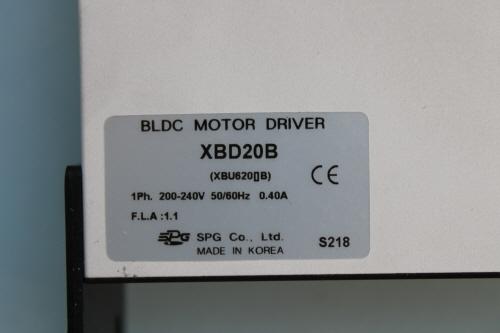 BLDC MOTOR DRIVER
XBD20B
(XBU620▯B)
CE
1Ph. 200-240V 50/60Hz 0.40A
F.L.A :1.1
SPG SPG Co., Ltd.
MADE IN KOREA
S218